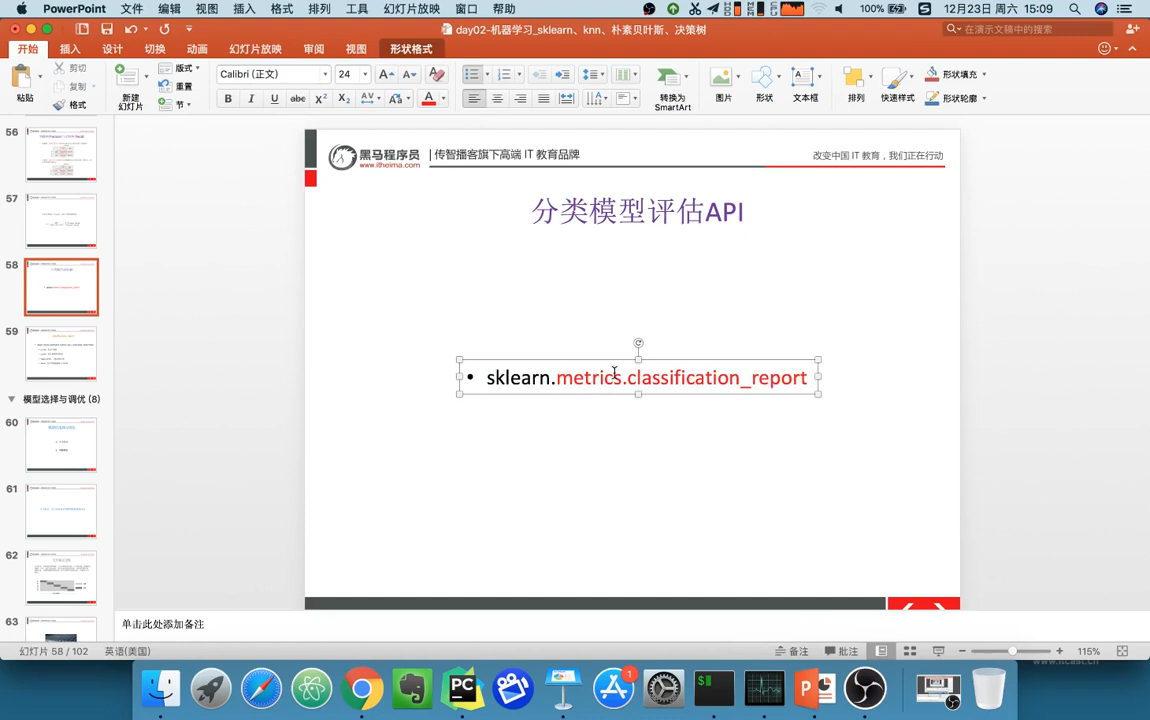 PowerPoint 文件 编辑 视图 插入 格式 排列 工具 幻灯片放映 窗口 帮助 100% 12月23日 周六 15:09
day02-机器学习_sklearn、knn、朴素贝叶斯、决策树 在演示文稿中的搜索
开始 插入 设计 切换 动画 幻灯片放映 审阅 视图 形状格式
粘贴 剪切 复制 格式
新建幻灯片 版式 重置 节
Calibri (正文) 24
转换为 SmartArt
图片 形状 文本框 排列 快速样式 形状填充 形状轮廓
56
57
58
59
模型选择与调优 (8)
60
61
62
63
黑马程序员 www.itheima.com
传智播客旗下高端 IT 教育品牌
改变中国 IT 教育，我们正在行动
分类模型评估API
• sklearn.metrics.classification_report
单击此处添加备注
幻灯片 58 / 102 英语(美国) 备注 批注 115%
www.itcast.cn
PC
1
$
P